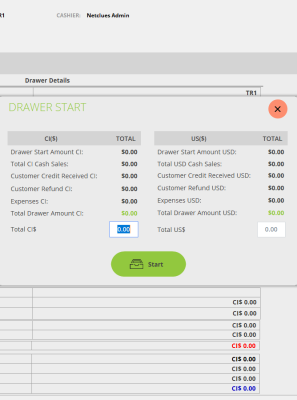 R1 CASHIER: Netclues Admin
Drawer Details
TR1
DRAWER START
CI($) TOTAL US($) TOTAL
Drawer Start Amount CI: $0.00 Drawer Start Amount USD: $0.00
Total CI Cash Sales: $0.00 Total USD Cash Sales: $0.00
Customer Credit Received CI: $0.00 Customer Credit Received USD: $0.00
Customer Refund CI: $0.00 Customer Refund USD: $0.00
Expenses CI: $0.00 Expenses USD: $0.00
Total Drawer Amount CI: $0.00 Total Drawer Amount USD: $0.00
Total CI$ 0.00 Total US$ 0.00
Start
CI$ 0.00
CI$ 0.00
CI$ 0.00
CI$ 0.00
CI$ 0.00
CI$ 0.00
CI$ 0.00
CI$ 0.00
CI$ 0.00